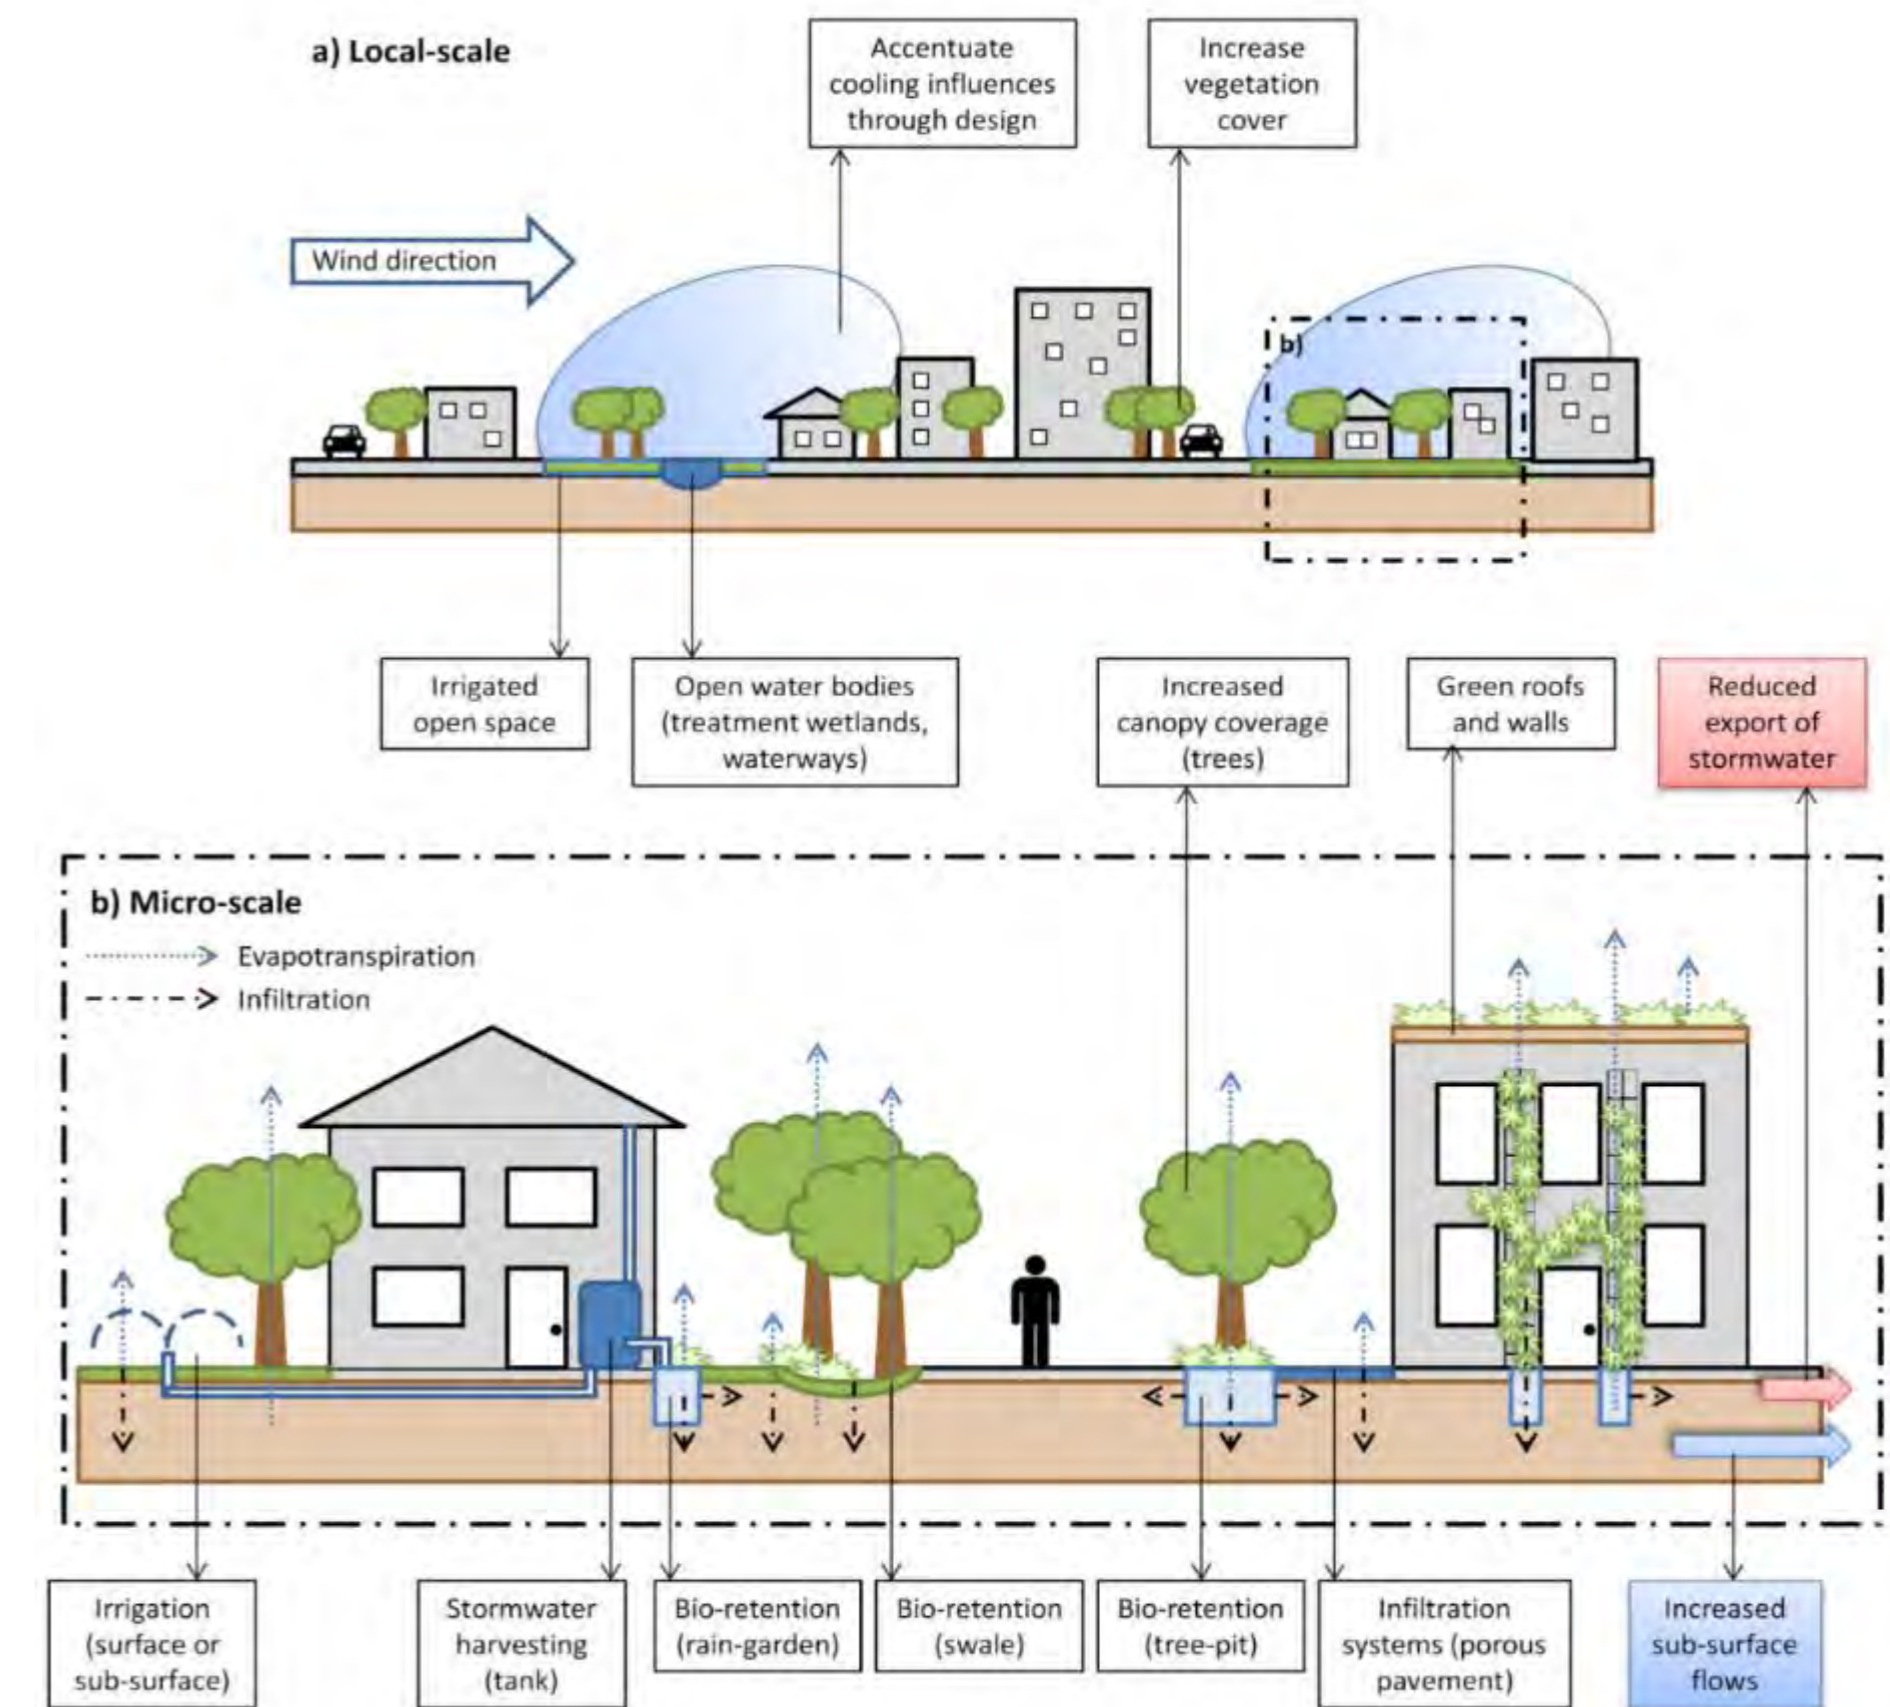 a) Local-scale
Accentuate
cooling influences
through design
Increase
vegetation
cover
Wind direction
b)
Irrigated
open space
Open water bodies
(treatment wetlands,
waterways)
Increased
canopy coverage
(trees)
Green roofs
and walls
Reduced
export of
stormwater
b) Micro-scale
Evapotranspiration
Infiltration
Irrigation
(surface or
sub-surface)
Stormwater
harvesting
(tank)
Bio-retention
(rain-garden)
Bio-retention
(swale)
Bio-retention
(tree-pit)
Infiltration
systems (porous
pavement)
Increased
sub-surface
flows